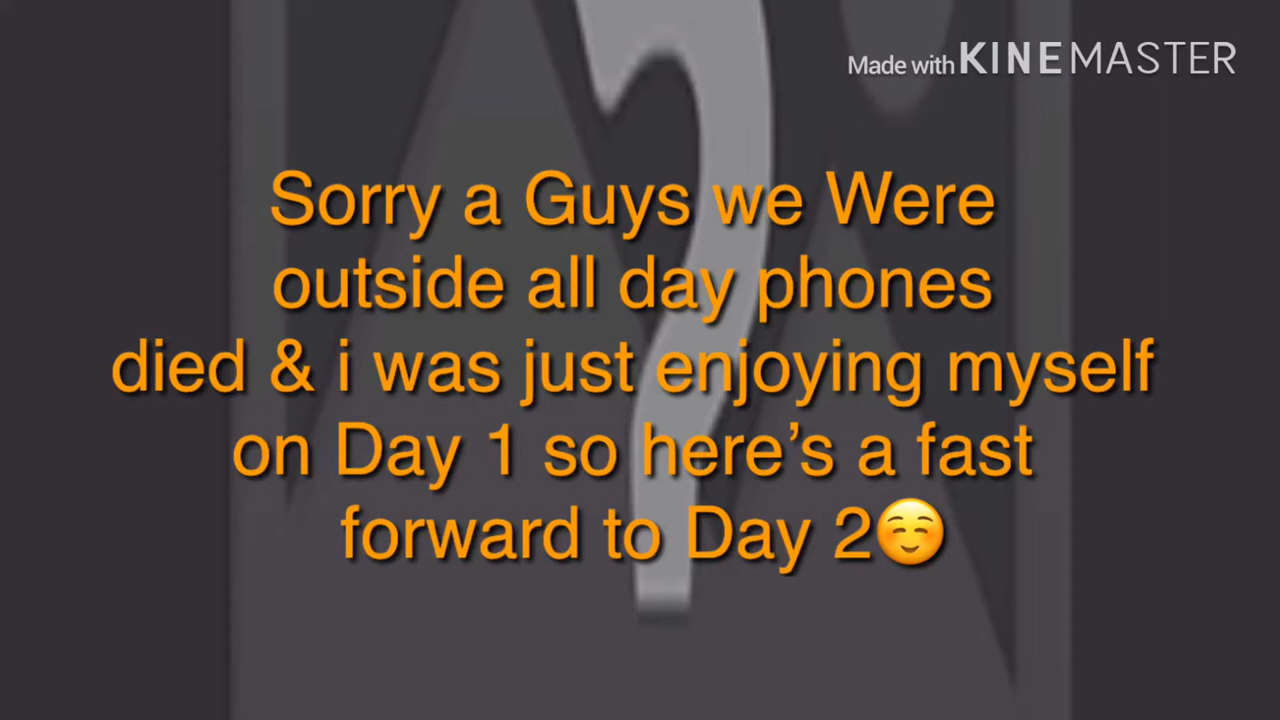 Made with KINEMASTER
Sorry a Guys we Were
outside all day phones
died & i was just enjoying myself
on Day 1 so here’s a fast
forward to Day 2☺️